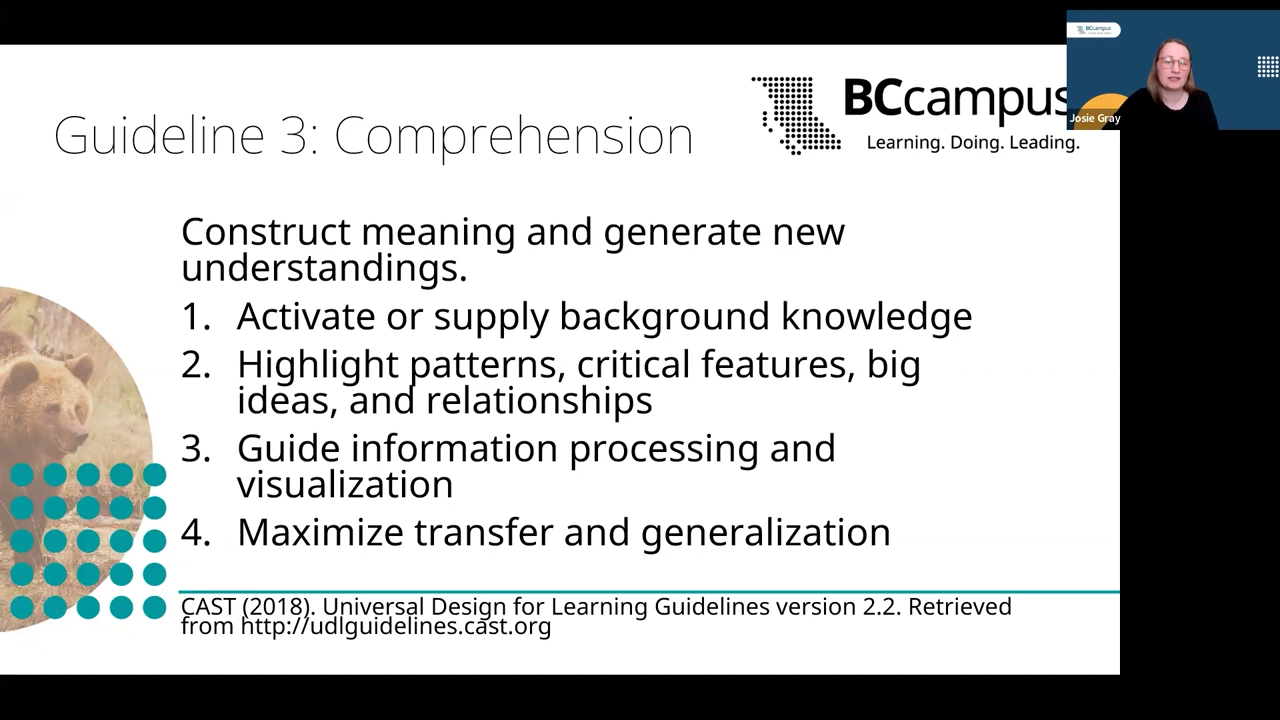 Guideline 3: Comprehension
BCcampus
Learning. Doing. Leading.
BCcampus
Josie Gray
Construct meaning and generate new
understandings.
1. Activate or supply background knowledge
2. Highlight patterns, critical features, big
ideas, and relationships
3. Guide information processing and
visualization
4. Maximize transfer and generalization
CAST (2018). Universal Design for Learning Guidelines version 2.2. Retrieved
from http://udlguidelines.cast.org